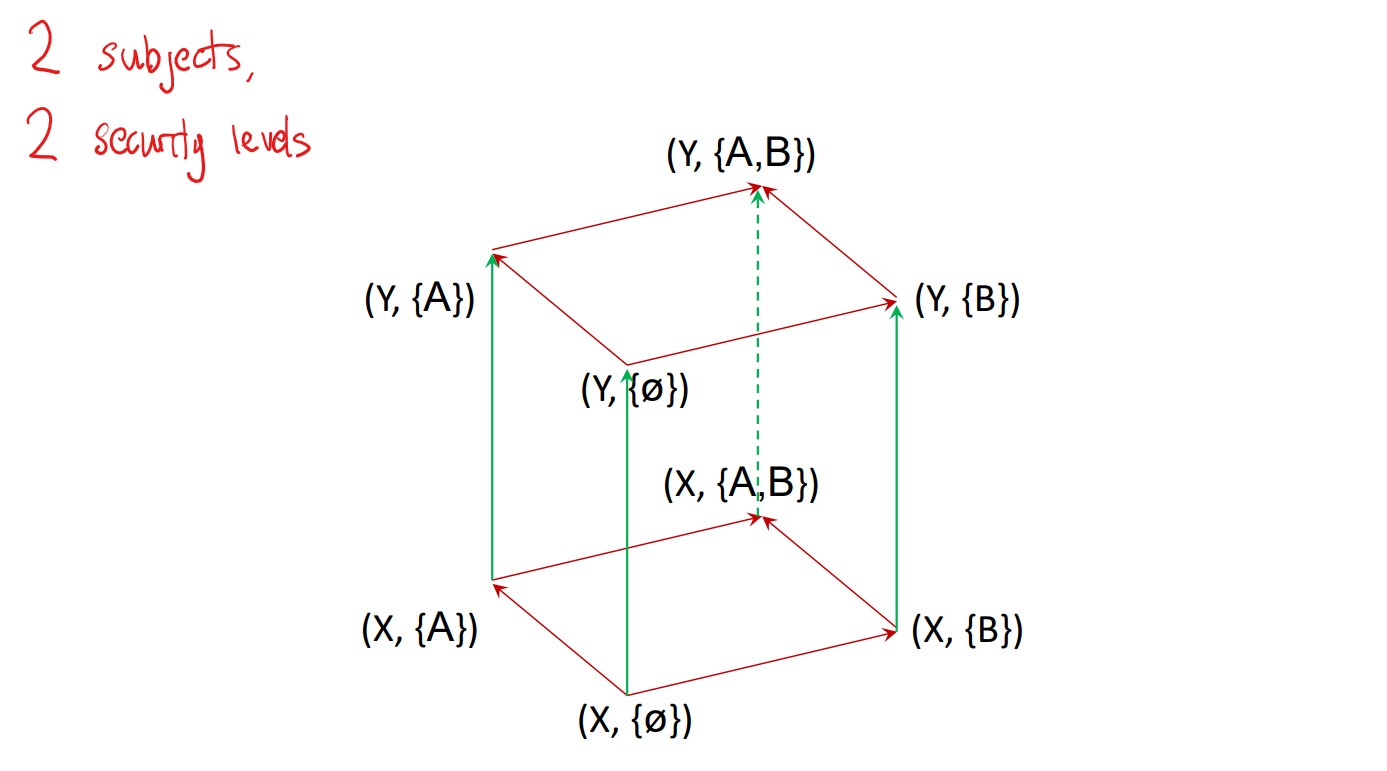 2 subjects,
2 security levels
(Y, {A,B})
(Y, {A})
(Y, {B})
(Y, {ø})
(X, {A,B})
(X, {A})
(X, {B})
(X, {ø})